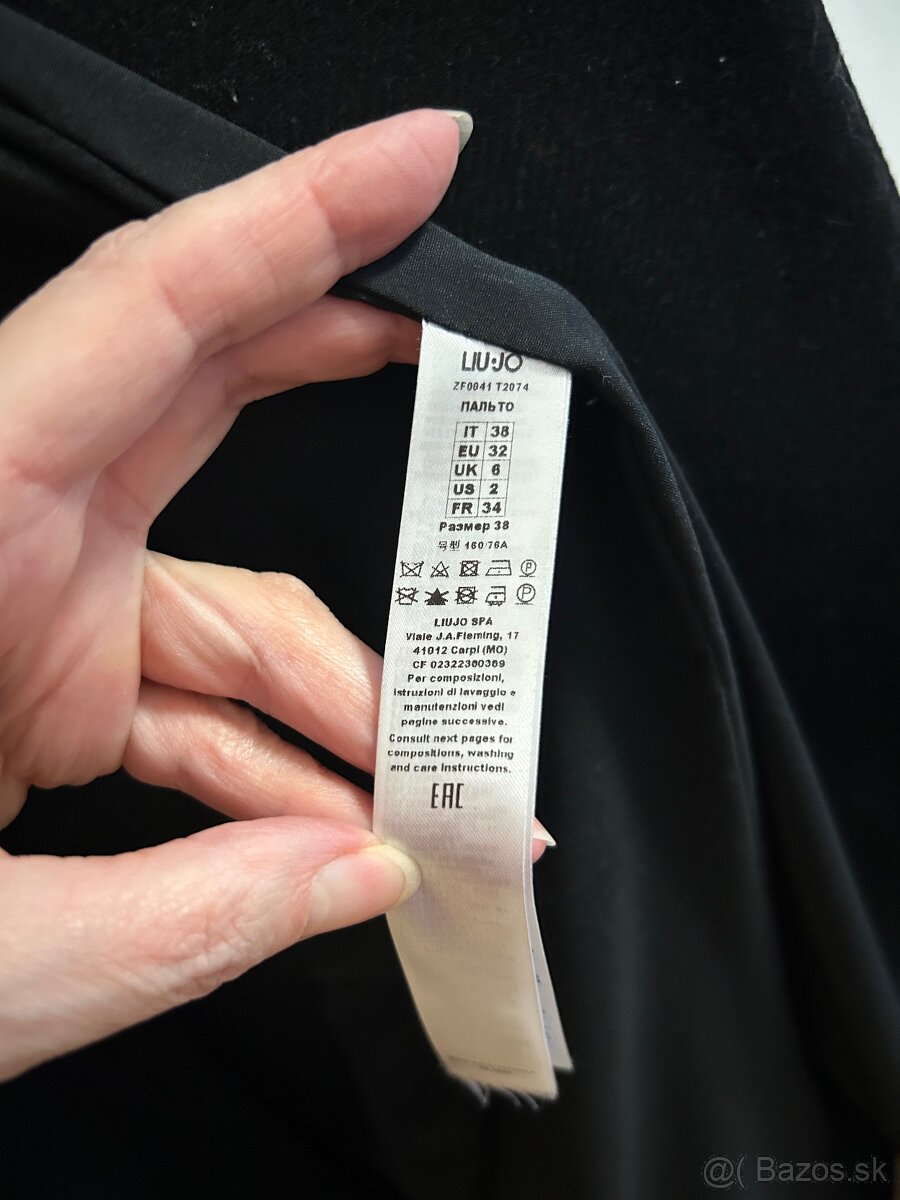 LIU·JO
ZF0041 T2074
ПАЛЬТО
IT 38
EU 32
UK 6
US 2
FR 34
Размер 38
号型 160/76A
P
P
LIUJO SPA
Viale J.A.Fleming, 17
41012 Carpi (MO)
CF 02322360369
Per composizioni,
istruzioni di lavaggio e
manutenzioni vedi
pagine successive.
Consult next pages for
compositions, washing
and care instructions.
EAC
@( Bazos.sk